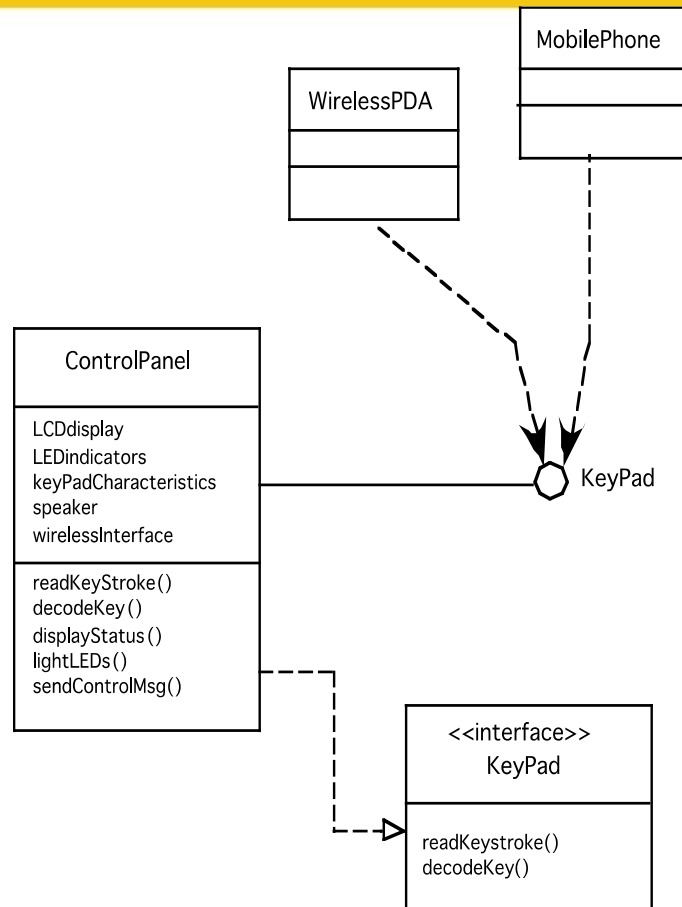 MobilePhone
WirelessPDA
ControlPanel
LCDdisplay
LEDindicators
keyPadCharacteristics
speaker
wirelessInterface
KeyPad
readKeyStroke()
decodeKey()
displayStatus()
lightLEDs()
sendControlMsg()
<<interface>>
KeyPad
readKeystroke()
decodeKey()